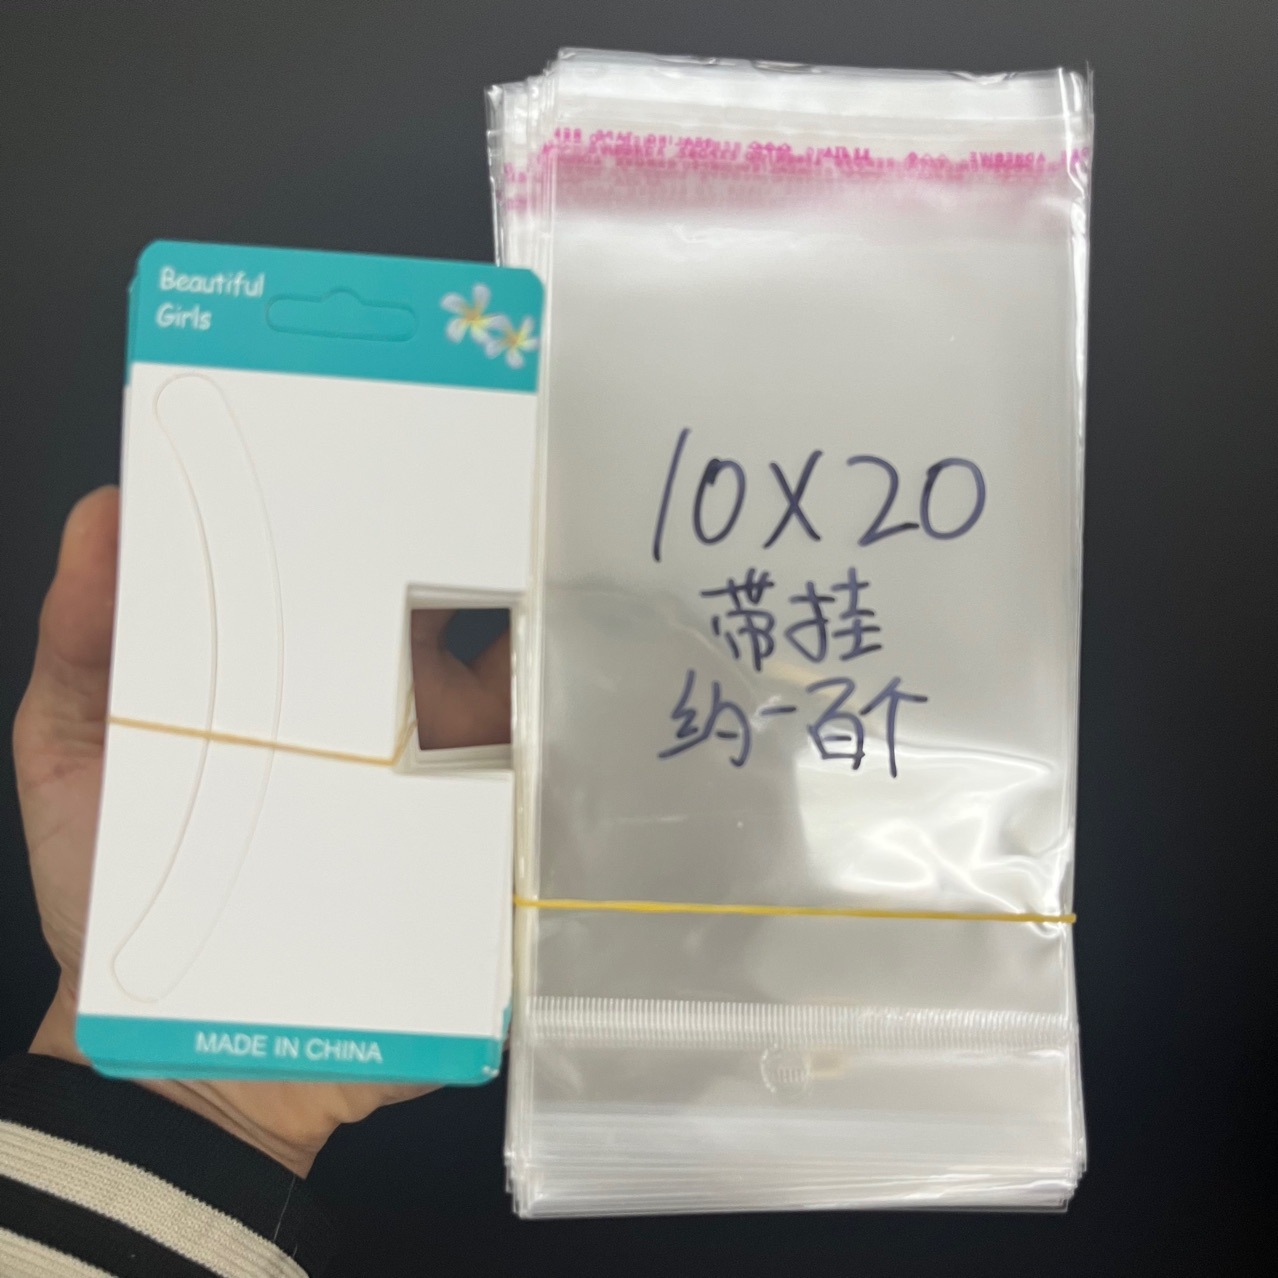 Beautiful
Girls
MADE IN CHINA
10X20
带挂
约一百个